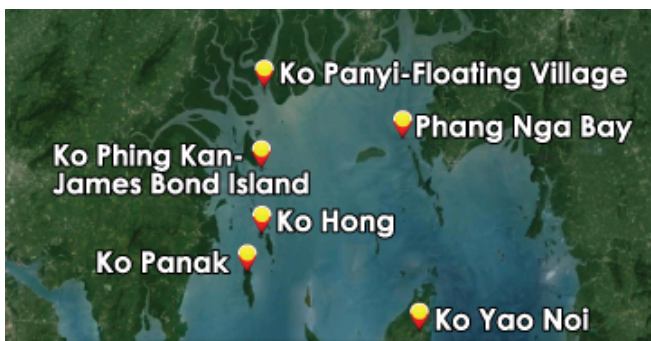 Ko Panyi-Floating Village
Phang Nga Bay
Ko Phing Kan-
James Bond Island
Ko Hong
Ko Panak
Ko Yao Noi